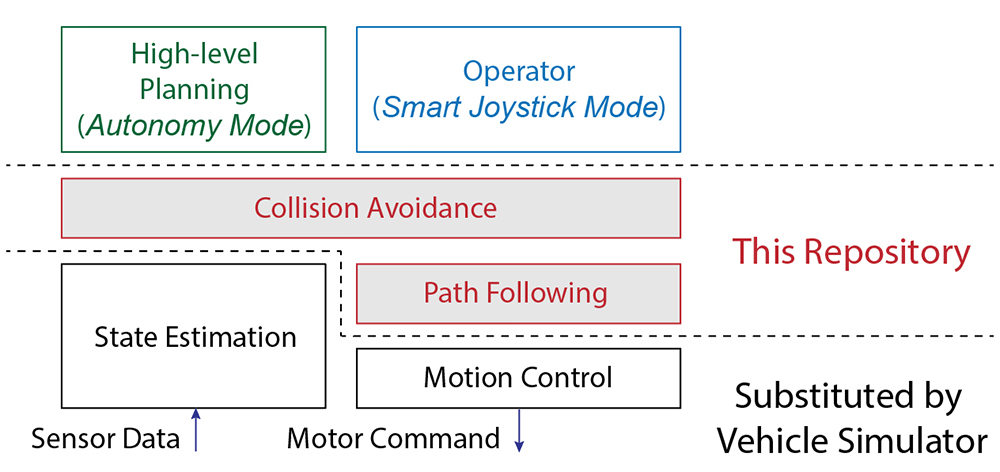 High-level
Planning
(Autonomy Mode)
Operator
(Smart Joystick Mode)
Collision Avoidance
This Repository
Path Following
State Estimation
Motion Control
Substituted by
Vehicle Simulator
Sensor Data
Motor Command